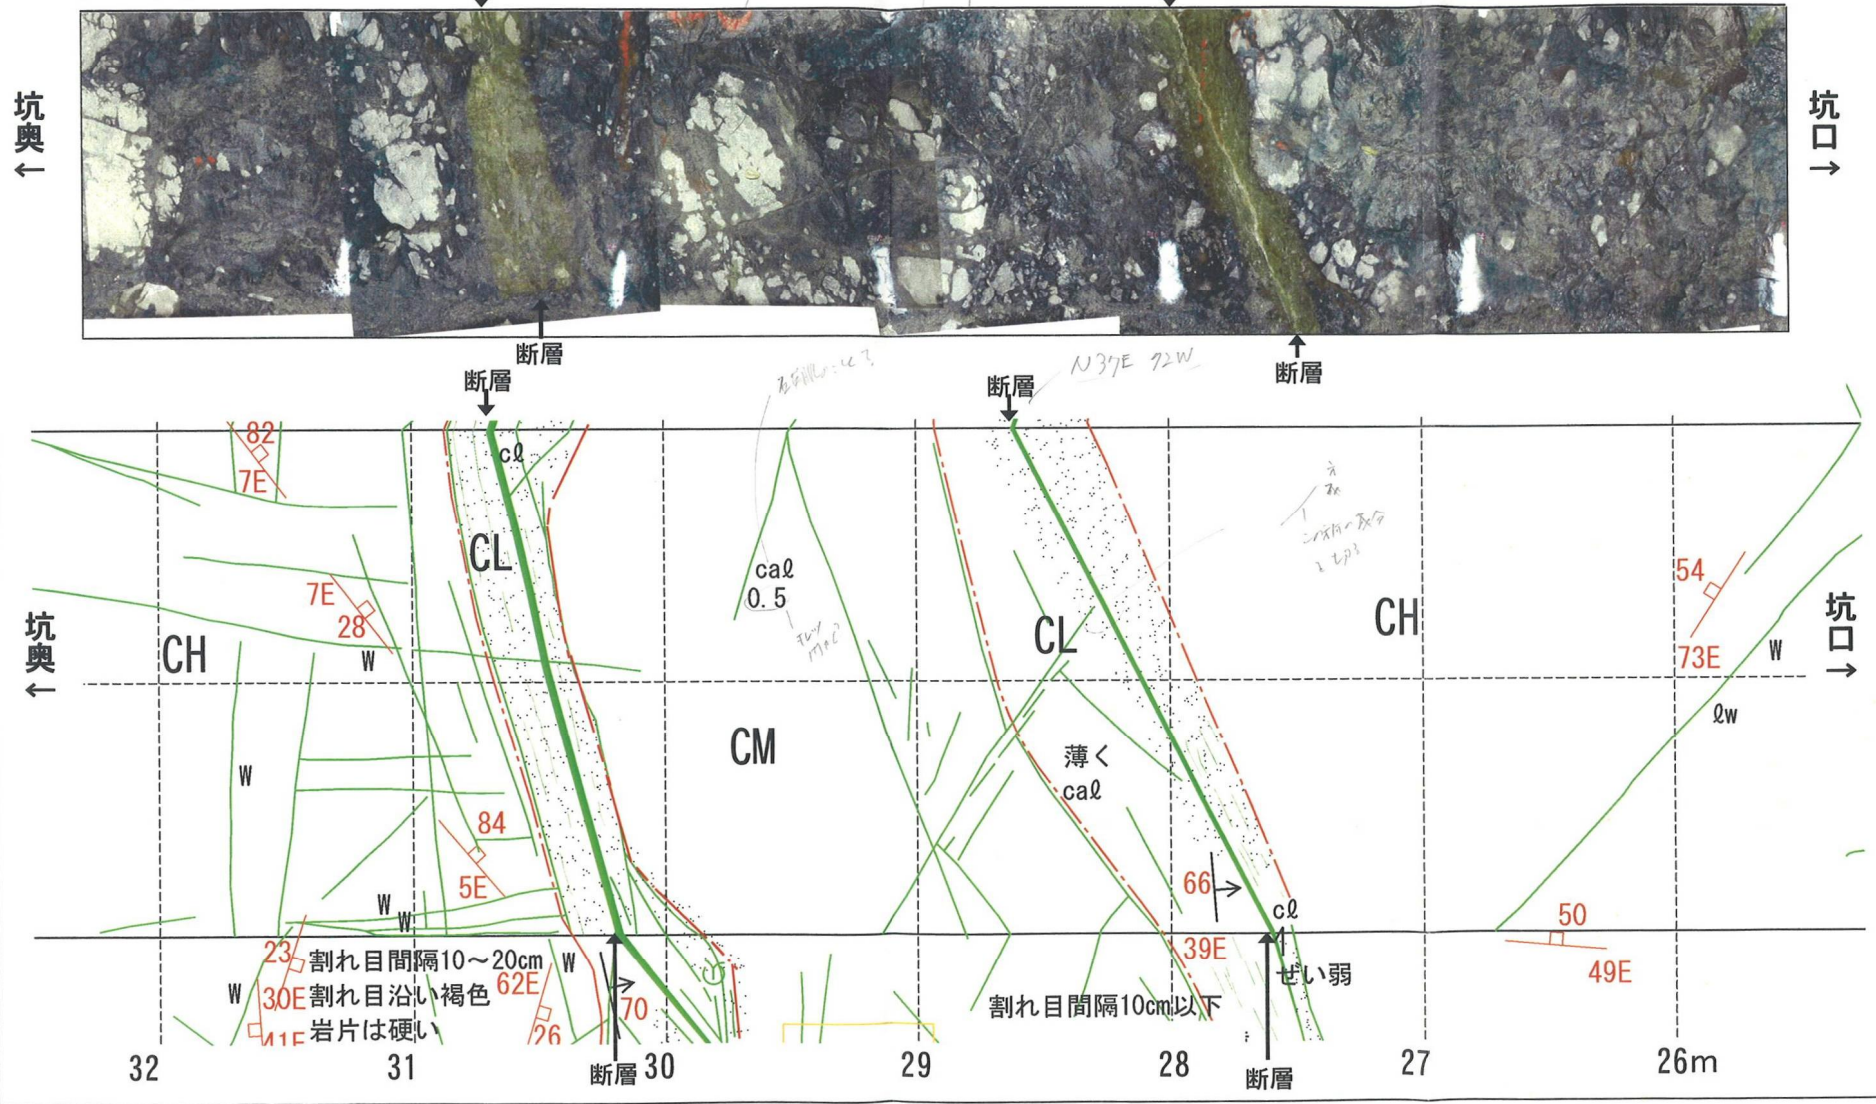 坑奥
←
坑口
→
断層
断層
断層
断層
N37E 72W
82
7E
cl
CL
7E
28
W
CH
cal
0.5
CL
CH
54
73E
W
坑奥
←
坑口
→
lw
CM
薄く
cal
W
84
5E
66
W
W
cl
1
39E
ぜい弱
50
49E
23
割れ目間隔10〜20cm
W
62E
W
30E
割れ目沿い褐色
70
割れ目間隔10cm以下
41E
岩片は硬い
26
32
31
断層
30
29
28
断層
27
26m